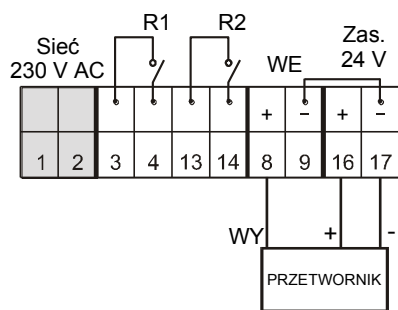 R1 R2
Sieć Zas.
230 V AC WE 24 V
+ − + −
1 2 3 4 13 14 8 9 16 17
WY + -
PRZETWORNIK